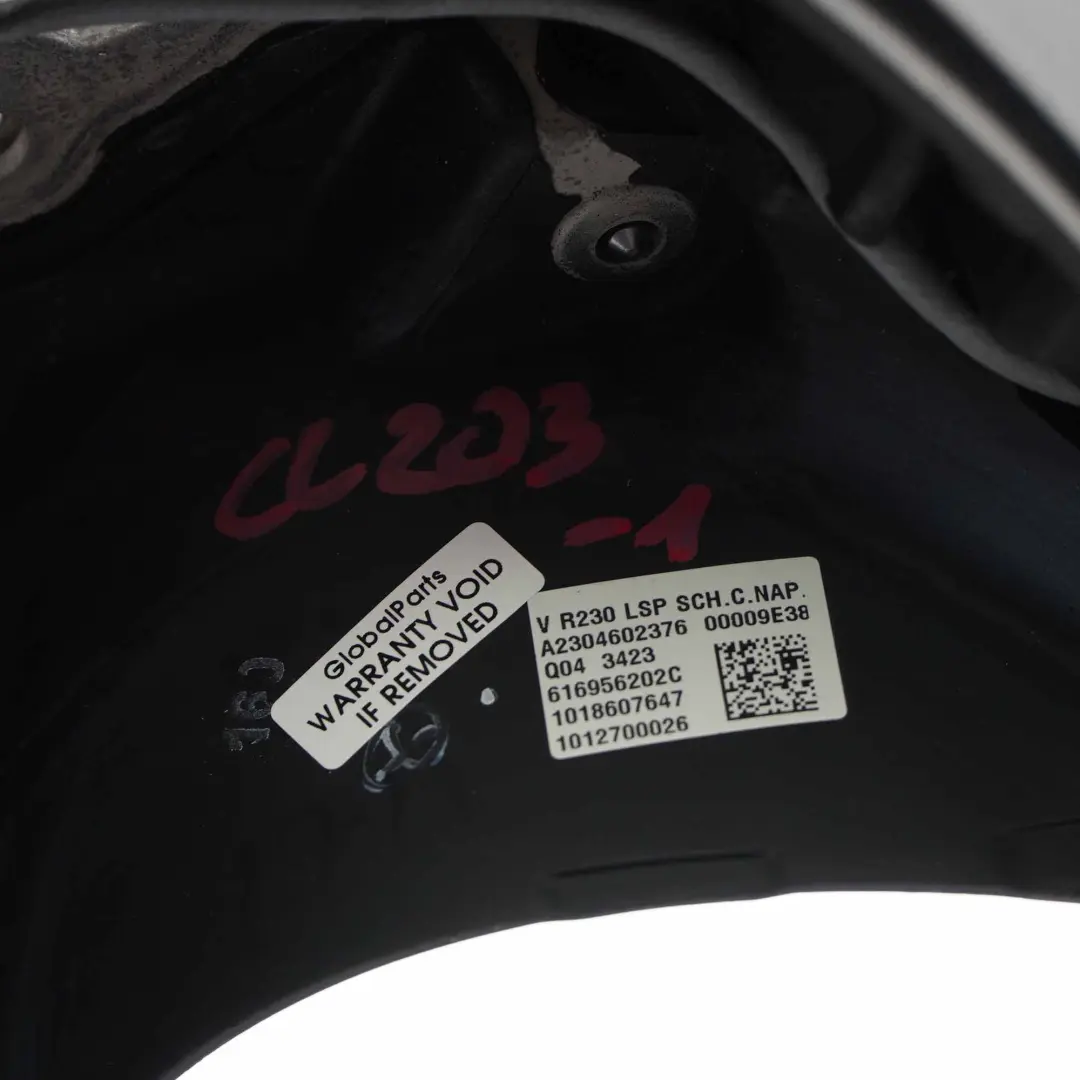 CL203
-1
GlobalParts
WARRANTY VOID
IF REMOVED
V R230 LSP SCH.C.NAP.
A2304602376 00009E38
Q04 3423
616956202C
1018607647
1012700026